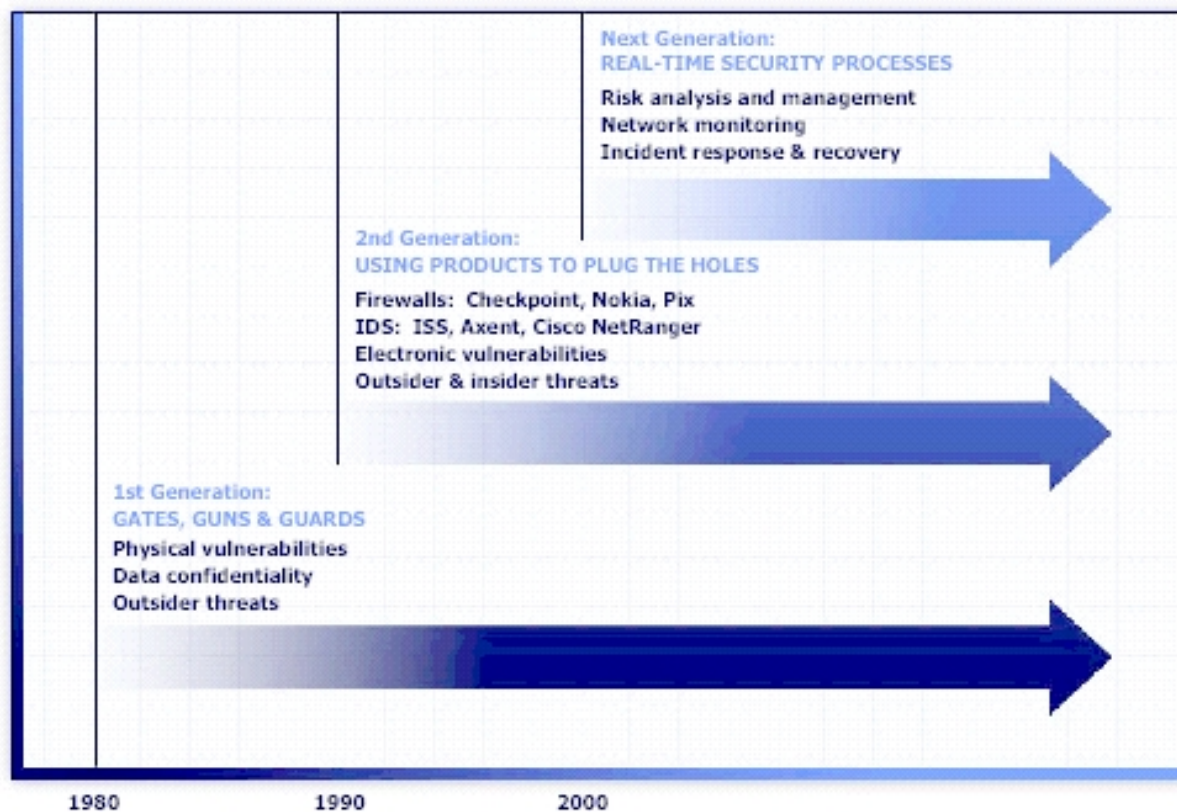 Next Generation:
REAL-TIME SECURITY PROCESSES
Risk analysis and management
Network monitoring
Incident response & recovery
2nd Generation:
USING PRODUCTS TO PLUG THE HOLES
Firewalls: Checkpoint, Nokia, Pix
IDS: ISS, Axent, Cisco NetRanger
Electronic vulnerabilities
Outsider & insider threats
1st Generation:
GATES, GUNS & GUARDS
Physical vulnerabilities
Data confidentiality
Outsider threats
1980 1990 2000